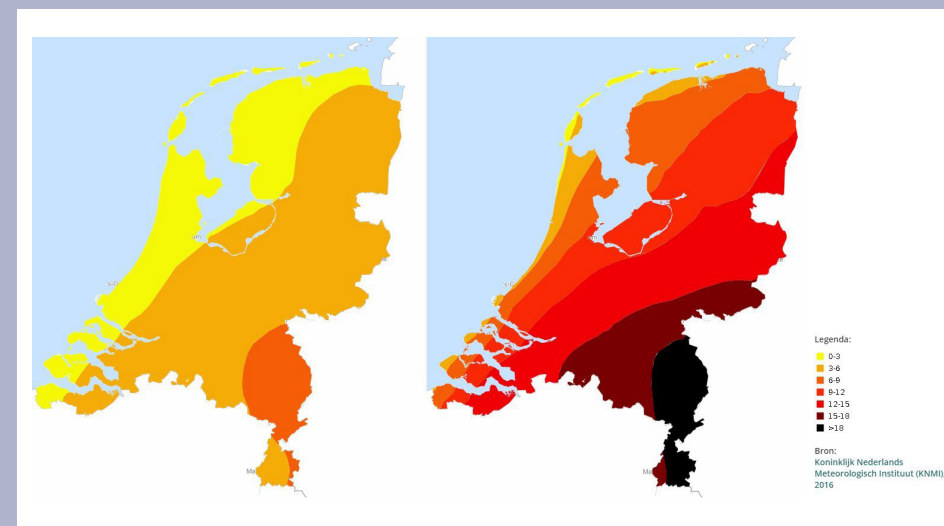 Legenda:
0-3
3-6
6-9
9-12
12-15
15-18
>18
Bron:
Koninklijk Nederlands
Meteorologisch Instituut (KNMI),
2016